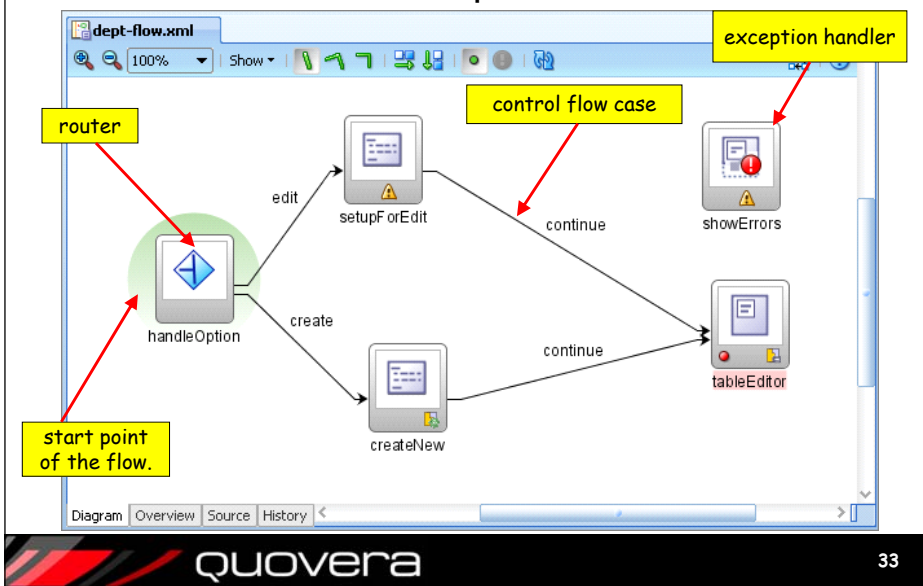 dept-flow.xml
exception handler
100%
Show
control flow case
router
edit
setupForEdit
continue
showErrors
handleOption
create
continue
tableEditor
createNew
start point
of the flow.
Diagram Overview Source History
quovera
33